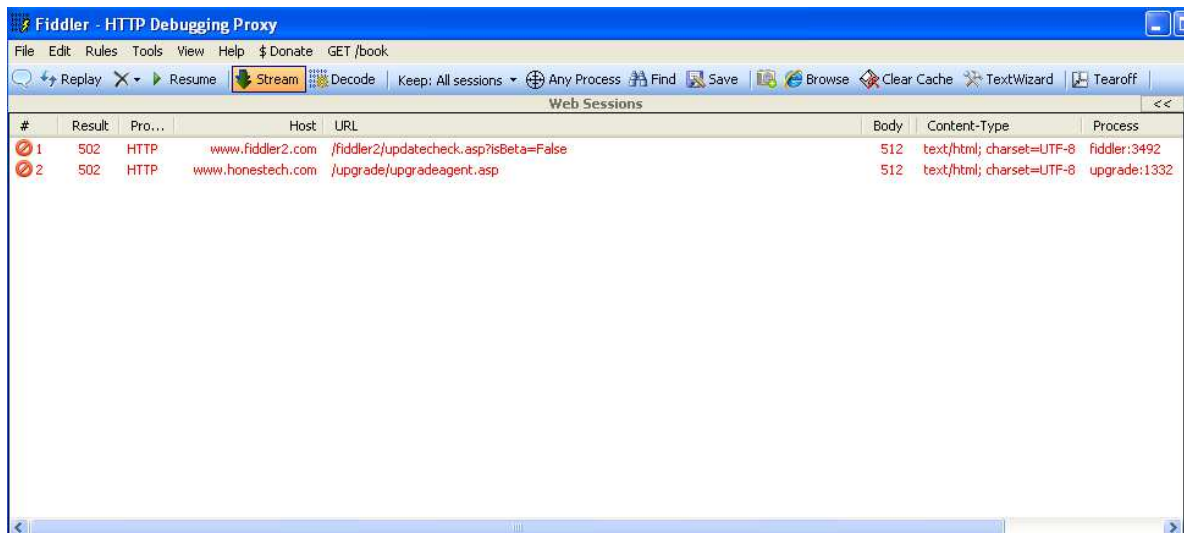 Fiddler - HTTP Debugging Proxy
File Edit Rules Tools View Help $ Donate GET /book
Replay Resume Stream Decode Keep: All sessions Any Process Find Save Browse Clear Cache TextWizard Tearoff
Web Sessions <<
# Result Pro... Host URL Body Content-Type Process
1 502 HTTP www.fiddler2.com /fiddler2/updatecheck.asp?isBeta=False 512 text/html; charset=UTF-8 fiddler:3492
2 502 HTTP www.honestech.com /upgrade/upgradeagent.asp 512 text/html; charset=UTF-8 upgrade:1332